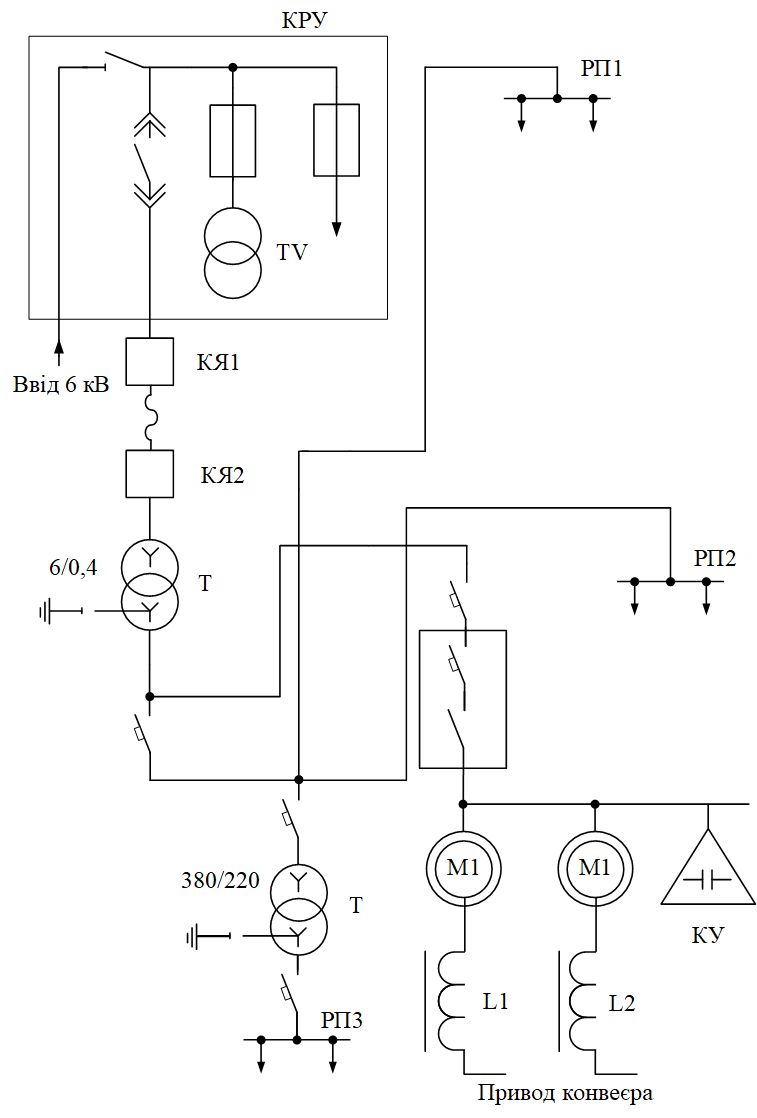 КРУ
РП1
TV
КЯ1
Ввід 6 кВ
КЯ2
6/0,4
Т
РП2
380/220
Т
М1
М1
КУ
РП3
L1
L2
Привод конвеєра